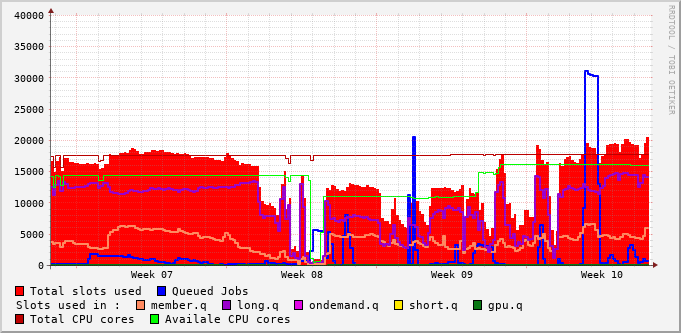 40000
35000
30000
25000
20000
15000
10000
5000
0
Week 07 Week 08 Week 09 Week 10
RRDTOOL / TOBI OETIKER
Total slots used Queued Jobs
Slots used in : member.q long.q ondemand.q short.q gpu.q
Total CPU cores Availale CPU cores